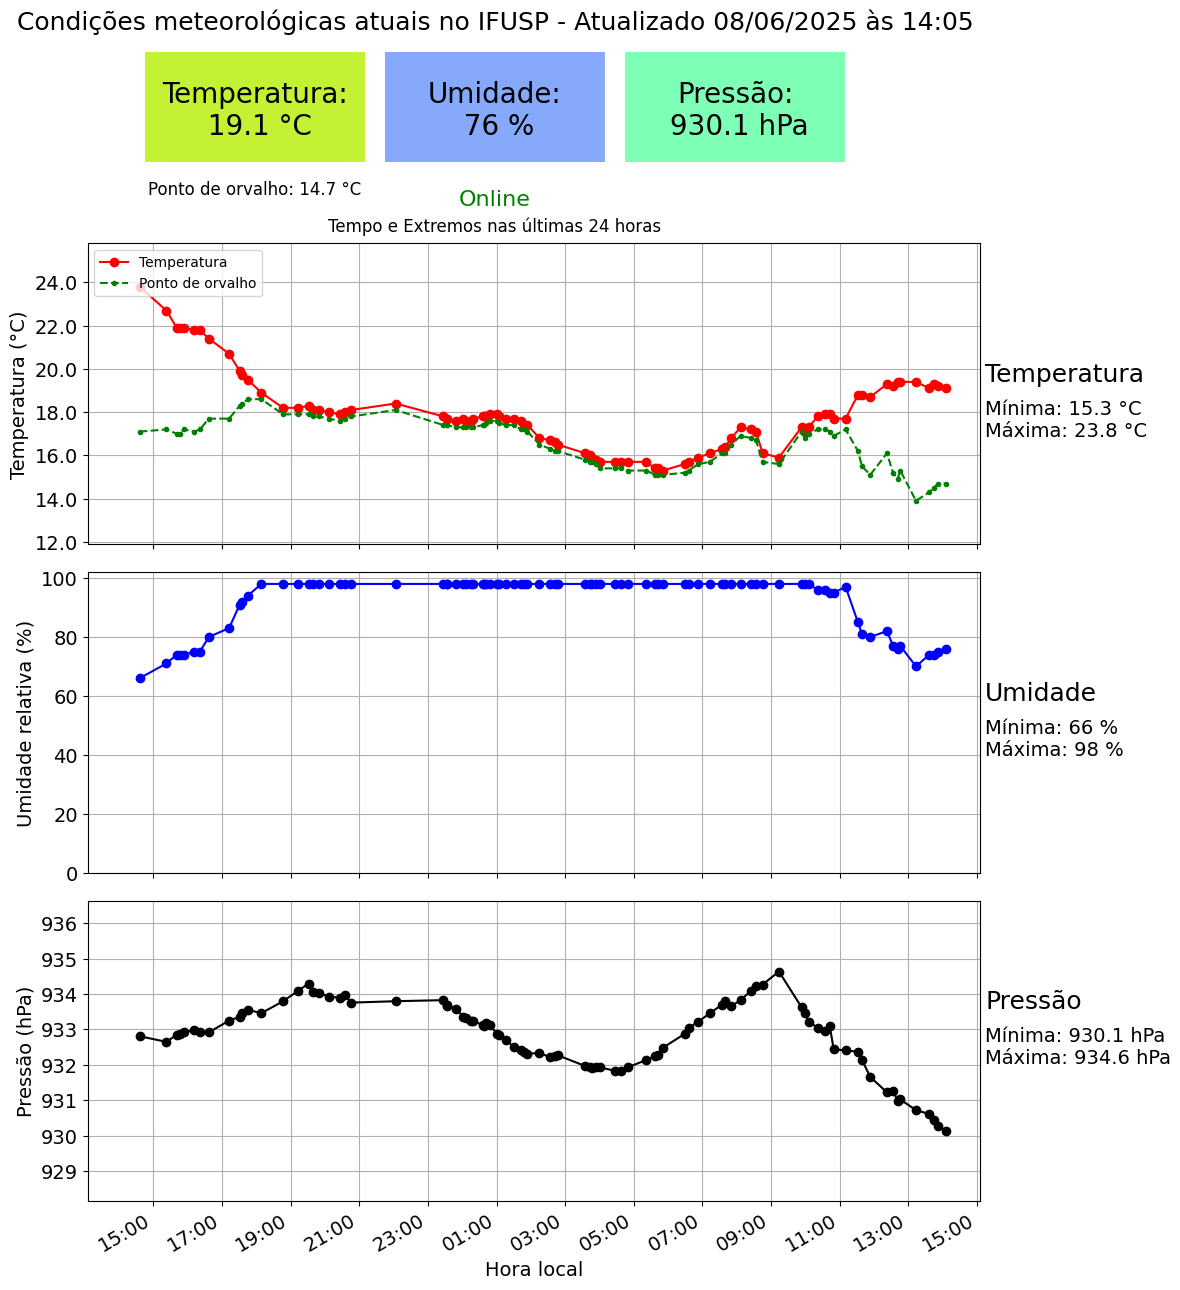 Condições meteorológicas atuais no IFUSP - Atualizado 08/06/2025 às 14:05
Temperatura:
19.1 °C
Umidade:
76 %
Pressão:
930.1 hPa
Ponto de orvalho: 14.7 °C
Online
Tempo e Extremos nas últimas 24 horas
Temperatura
Ponto de orvalho
Temperatura (°C)
24.0
22.0
20.0
18.0
16.0
14.0
12.0
Temperatura
Mínima: 15.3 °C
Máxima: 23.8 °C
Umidade relativa (%)
100
80
60
40
20
0
Umidade
Mínima: 66 %
Máxima: 98 %
Pressão (hPa)
936
935
934
933
932
931
930
929
Pressão
Mínima: 930.1 hPa
Máxima: 934.6 hPa
15:00 17:00 19:00 21:00 23:00 01:00 03:00 05:00 07:00 09:00 11:00 13:00 15:00
Hora local